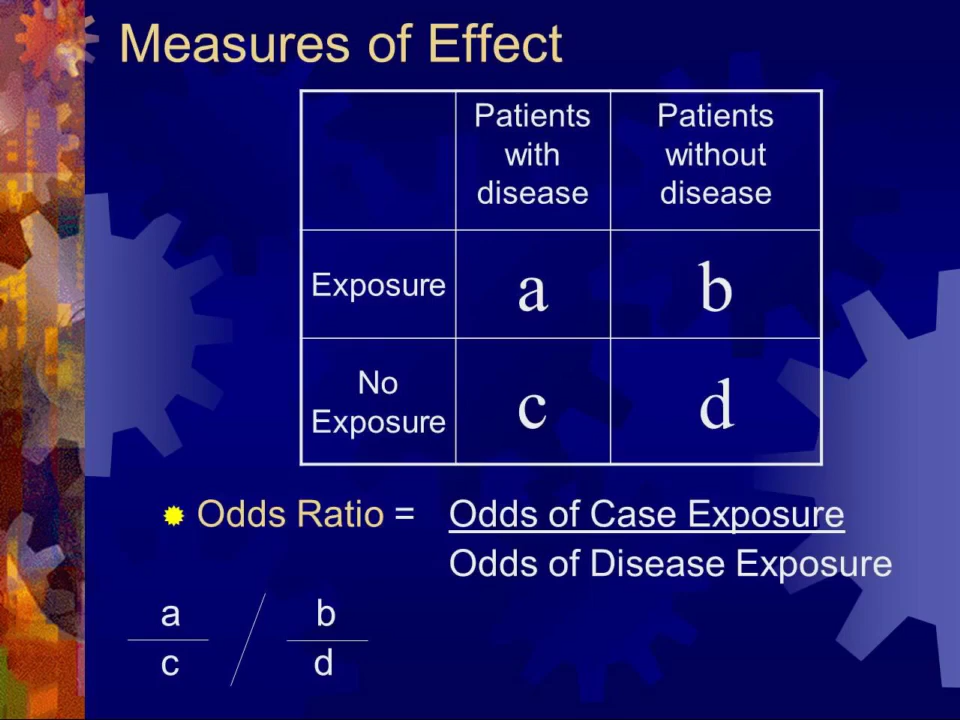 Measures of Effect
Patients with disease
Patients without disease
Exposure
a
b
No Exposure
c
d
Odds Ratio = Odds of Case Exposure
Odds of Disease Exposure
a / b
c d